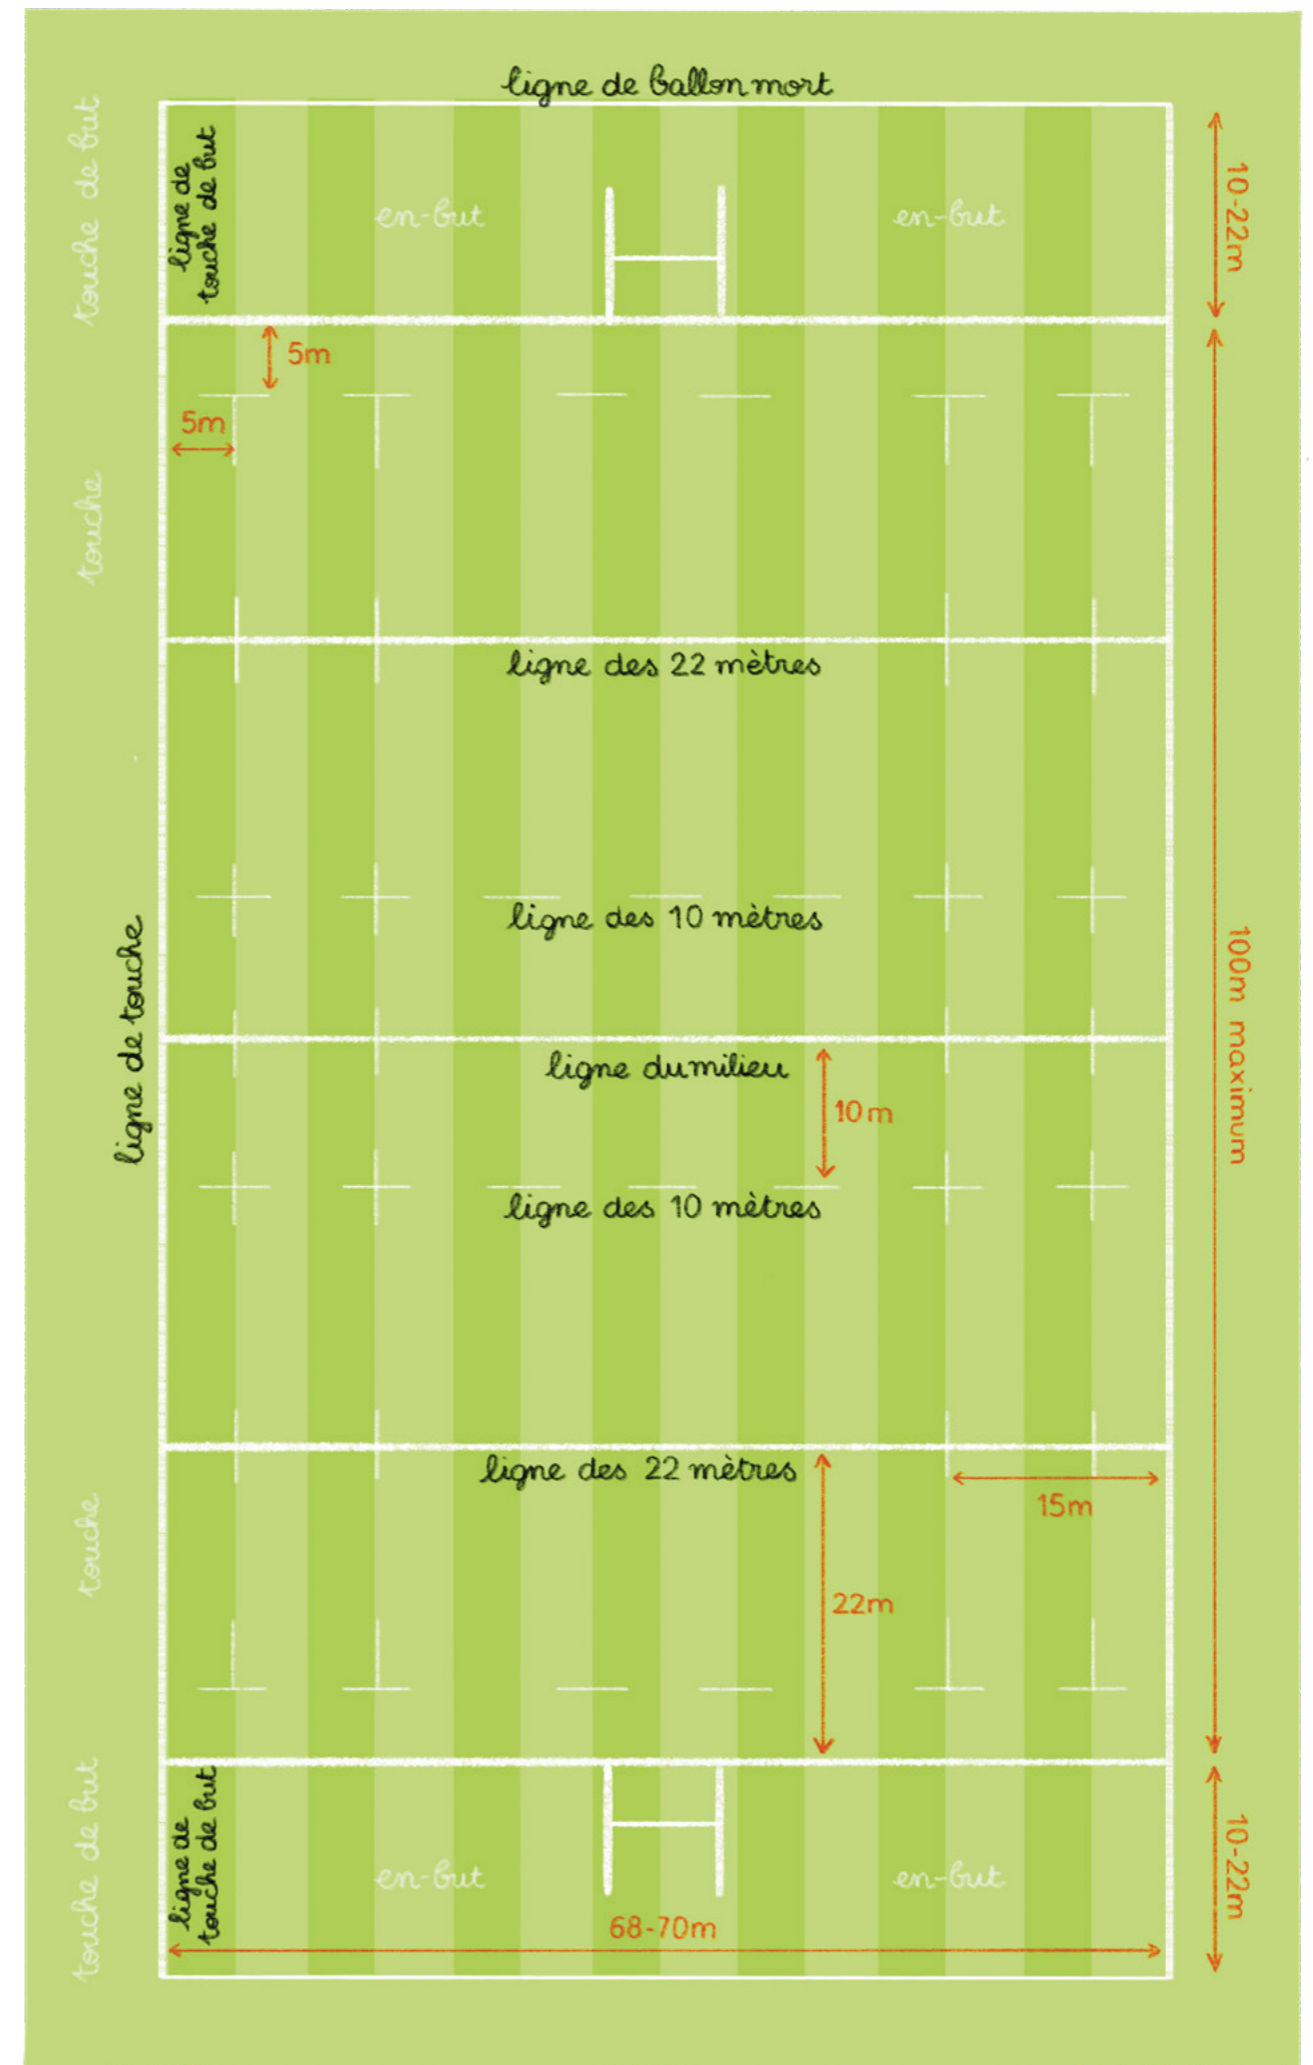 ligne de ballon mort
touche de but
ligne de
touche de but
en-but
en-but
10-22m
5m
5m
touche
ligne des 22 mètres
ligne des 10 mètres
ligne de touche
100m maximum
ligne du milieu
10m
ligne des 10 mètres
ligne des 22 mètres
15m
touche
22m
touche de but
ligne de
touche de but
en-but
en-but
10-22m
68-70m